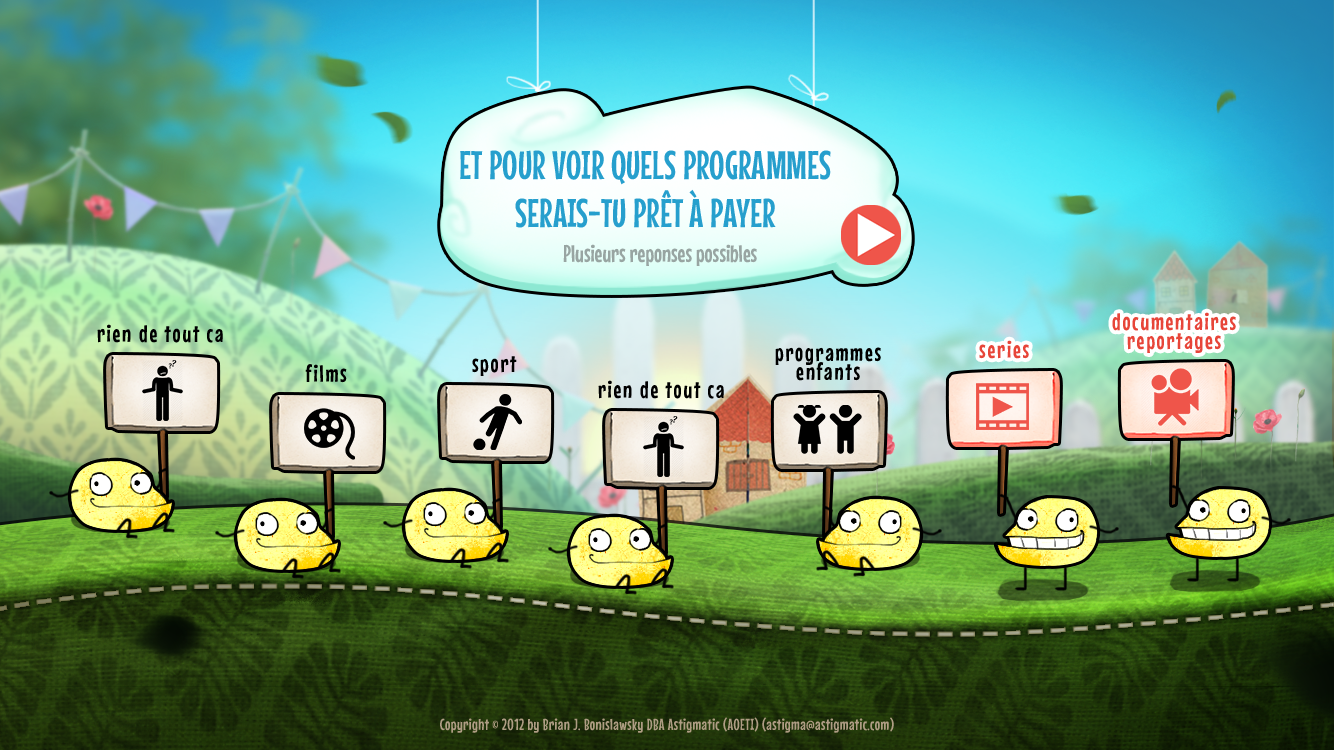 ET POUR VOIR QUELS PROGRAMMES
SERAIS-TU PRÊT À PAYER
Plusieurs reponses possibles
rien de tout ca
films
sport
rien de tout ca
programmes
enfants
series
documentaires
reportages
Copyright © 2012 by Brian J. Bonislawsky DBA Astigmatic (AOETI) (astigma@astigmatic.com)